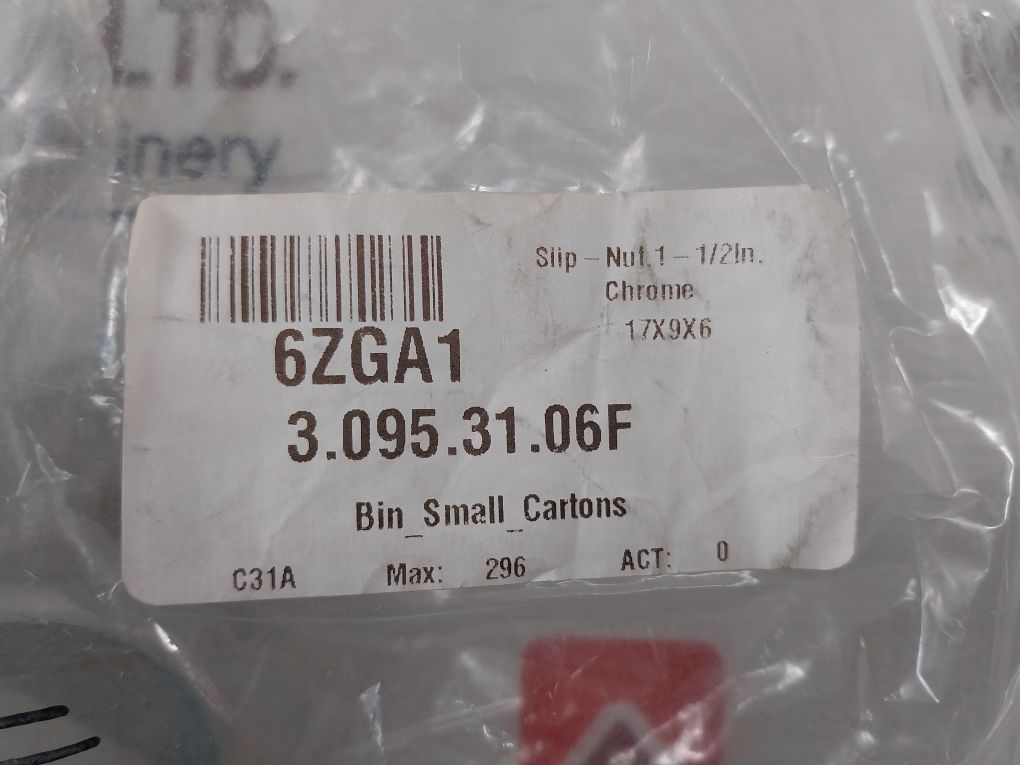 LTD.
inery
Slip-Nut,1-1/2In,
Chrome
17X9X6
6ZGA1
3.095.31.06F
Bin_Small_Cartons
C31A Max: 296 ACT: 0